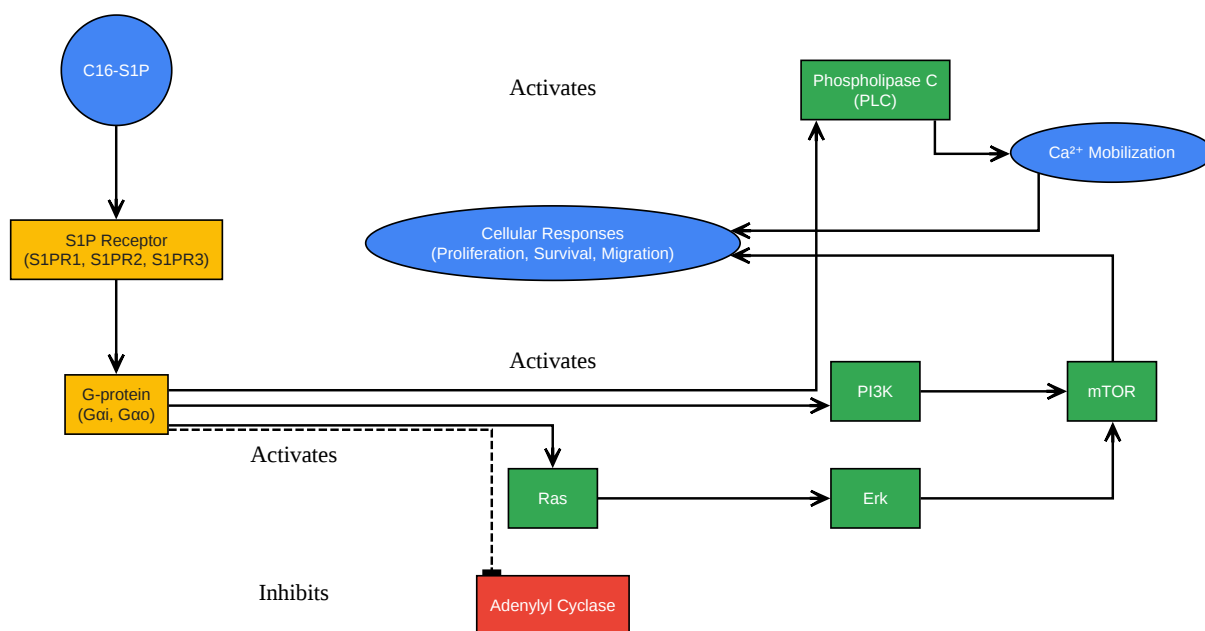 C16-S1P
Activates
Phospholipase C
(PLC)
Ca²⁺ Mobilization
S1P Receptor
(S1PR1, S1PR2, S1PR3)
Cellular Responses
(Proliferation, Survival, Migration)
Activates
G-protein
(Gαi, Gαo)
PI3K
mTOR
Activates
Ras
Erk
Inhibits
Adenylyl Cyclase